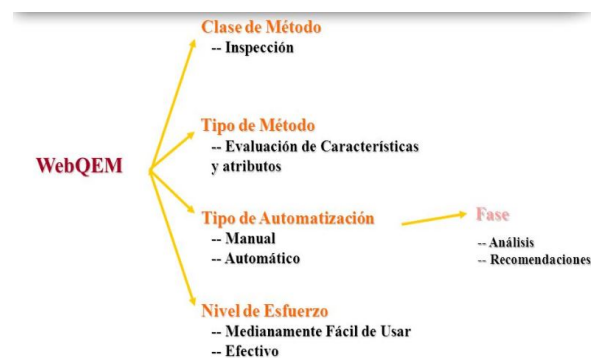 Clase de Método
-- Inspección
Tipo de Método
-- Evaluación de Características
y atributos
WebQEM
Tipo de Automatización
-- Manual
-- Automático
Fase
-- Análisis
-- Recomendaciones
Nivel de Esfuerzo
-- Medianamente Fácil de Usar
-- Efectivo